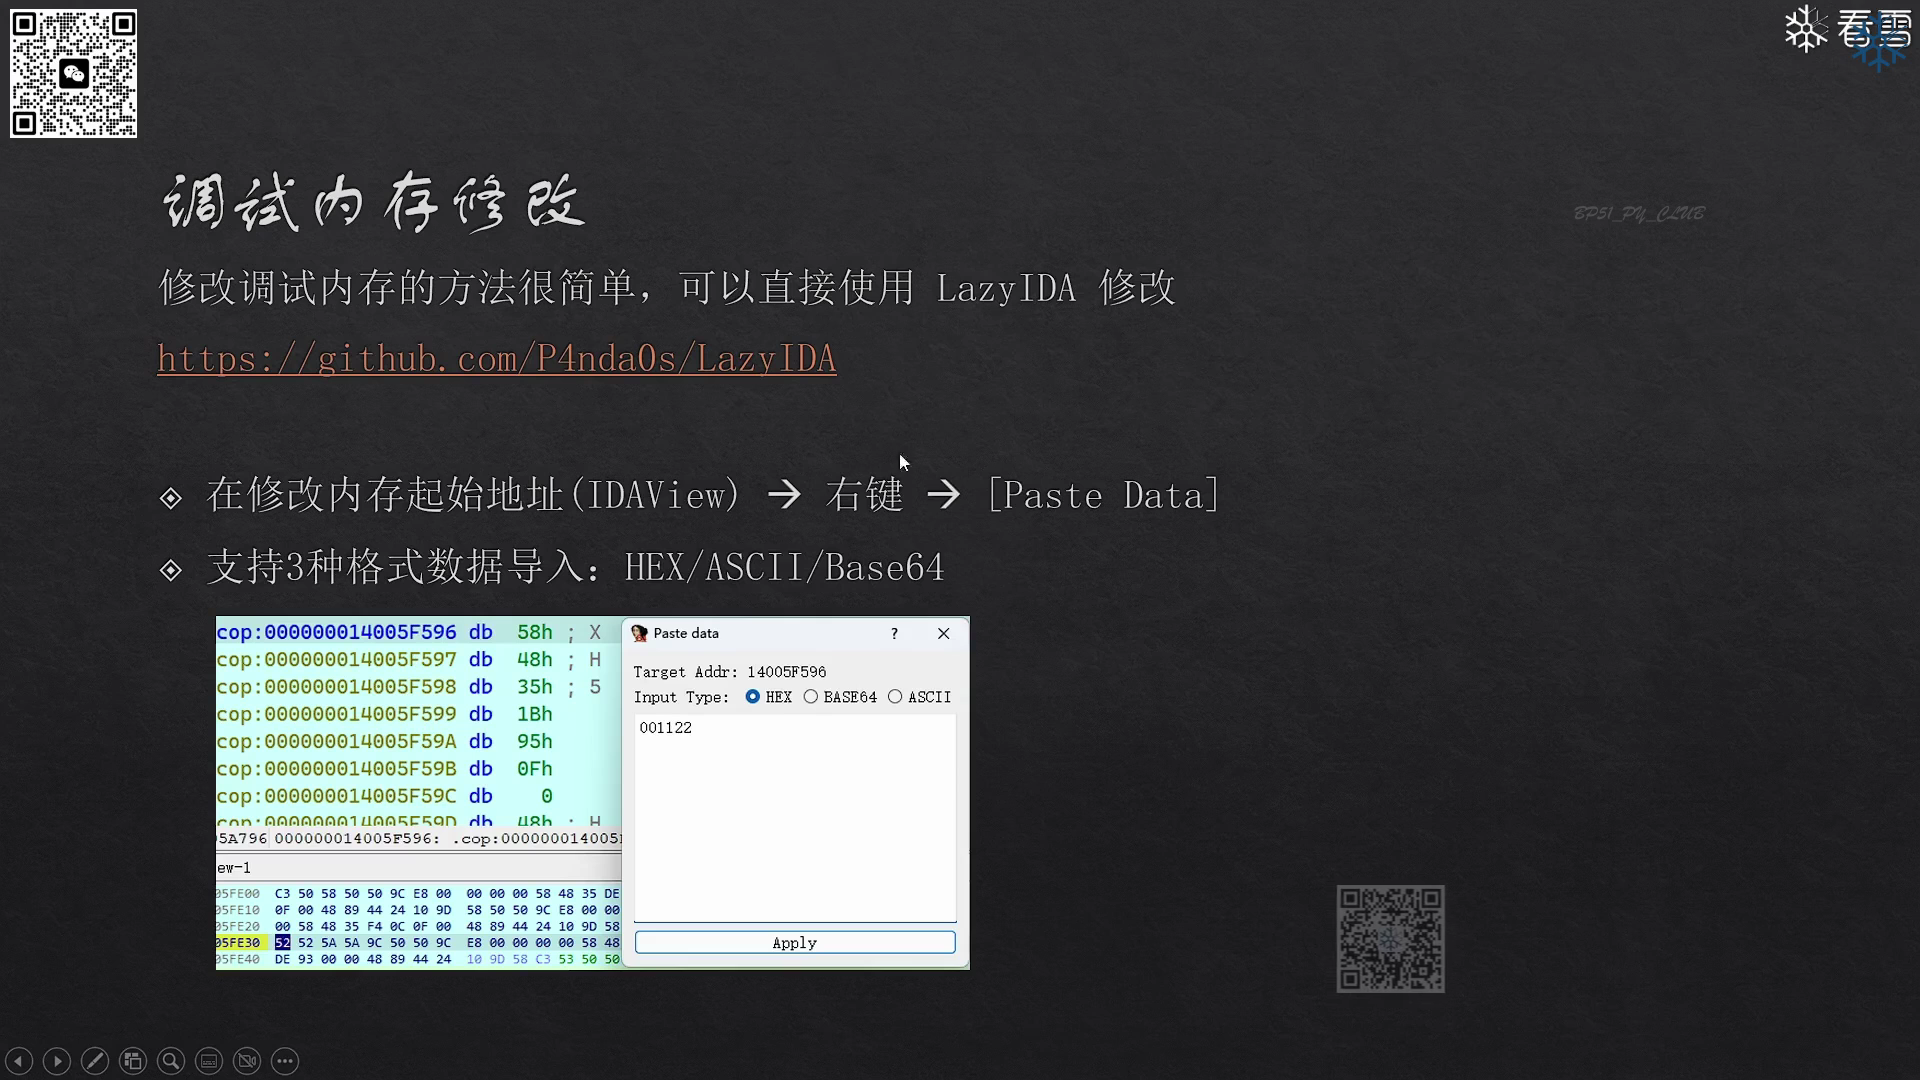 看雪
调试内存修改
BP51_PY_CLUB
修改调试内存的方法很简单，可以直接使用 LazyIDA 修改
https://github.com/P4nda0s/LazyIDA
在修改内存起始地址(IDAView) → 右键 → [Paste Data]
支持3种格式数据导入：HEX/ASCII/Base64
cop:000000014005F596 db 58h ; X
cop:000000014005F597 db 48h ; H
cop:000000014005F598 db 35h ; 5
cop:000000014005F599 db 1Bh
cop:000000014005F59A db 95h
cop:000000014005F59B db 0Fh
cop:000000014005F59C db 0
cop:000000014005F59D db 48h ; H
5A796 000000014005F596: .cop:000000014005
ew-1
05FE00 C3 50 58 50 50 9C E8 00 00 00 00 58 48 35 DE
05FE10 0F 00 48 89 44 24 10 9D 58 50 50 9C E8 00 00
05FE20 00 58 48 35 F4 0C 0F 00 48 89 44 24 10 9D 58
05FE30 52 52 5A 5A 9C 50 50 9C E8 00 00 00 00 58 48
05FE40 DE 93 00 00 48 89 44 24 10 9D 58 C3 53 50 50
Paste data ?
Target Addr: 14005F596
Input Type: HEX BASE64 ASCII
001122
Apply